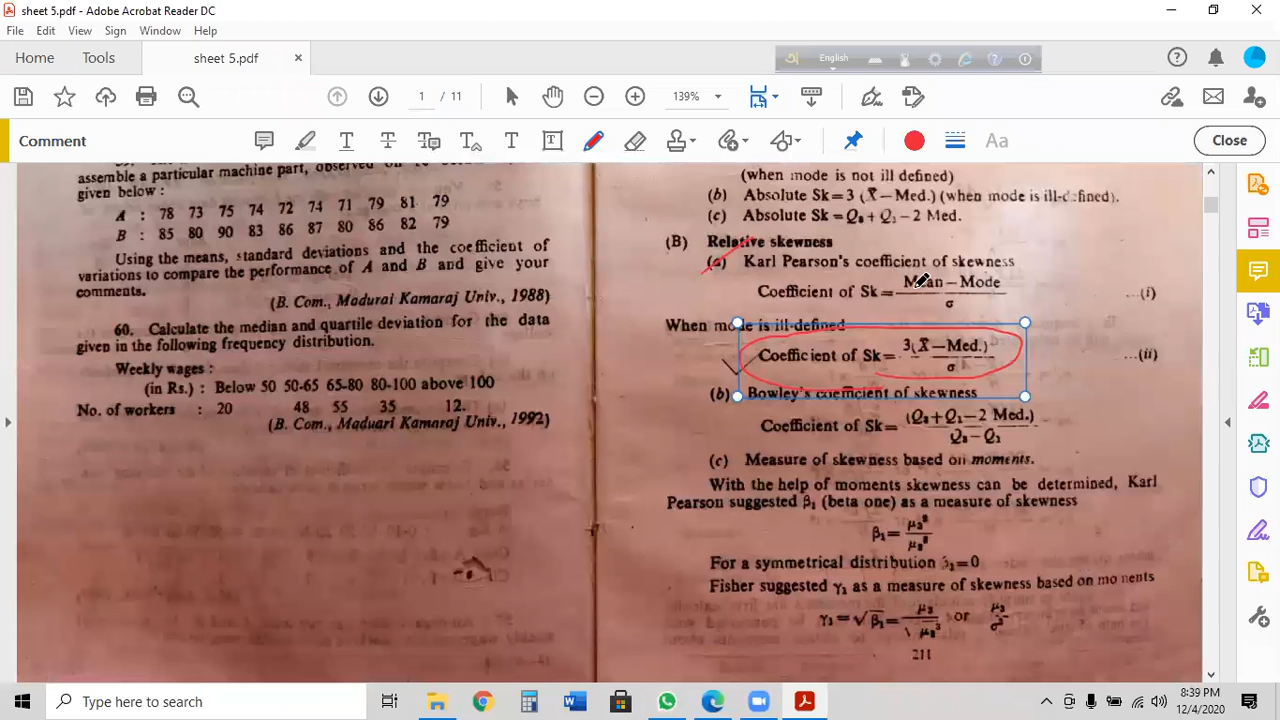 sheet 5.pdf - Adobe Acrobat Reader DC
File Edit View Sign Window Help
Home Tools sheet 5.pdf
English
1 / 11
139%
Comment
Close
assemble a particular machine part, observed on
given below :
A : 78 73 75 74 72 74 71 79 81 79
B : 85 80 90 83 86 87 80 86 82 79
Using the means, standard deviations and the coefficient of
variations to compare the performance of A and B and give your
comments.
(B. Com., Madurai Kamaraj Univ., 1988)
60. Calculate the median and quartile deviation for the data
given in the following frequency distribution.
Weekly wages :
(in Rs.) : Below 50 50-65 65-80 80-100 above 100
No. of workers : 20 48 55 35 12.
(B. Com., Maduari Kamaraj Univ., 1992)
(when mode is not ill defined)
(b) Absolute Sk=3 (X̄−Med.) (when mode is ill-defined).
(c) Absolute Sk=Q₃+Q₁−2 Med.
(B) Relative skewness
(a) Karl Pearson's coefficient of skewness
Coefficient of Sk= Mean−Mode / σ ...(i)
When mode is ill-defined
Coefficient of Sk= 3(X̄−Med.) / σ ...(ii)
(b) Bowley's coefficient of skewness
Coefficient of Sk= (Q₃+Q₁−2 Med.) / Q₃−Q₁
(c) Measure of skewness based on moments.
With the help of moments skewness can be determined, Karl
Pearson suggested β₁ (beta one) as a measure of skewness
β₁= μ₃² / μ₂³
For a symmetrical distribution β₁=0
Fisher suggested γ₁ as a measure of skewness based on moments
γ₁=√β₁= μ₃ / √μ₂³ or μ₃ / σ³
211
Type here to search
8:39 PM
12/4/2020